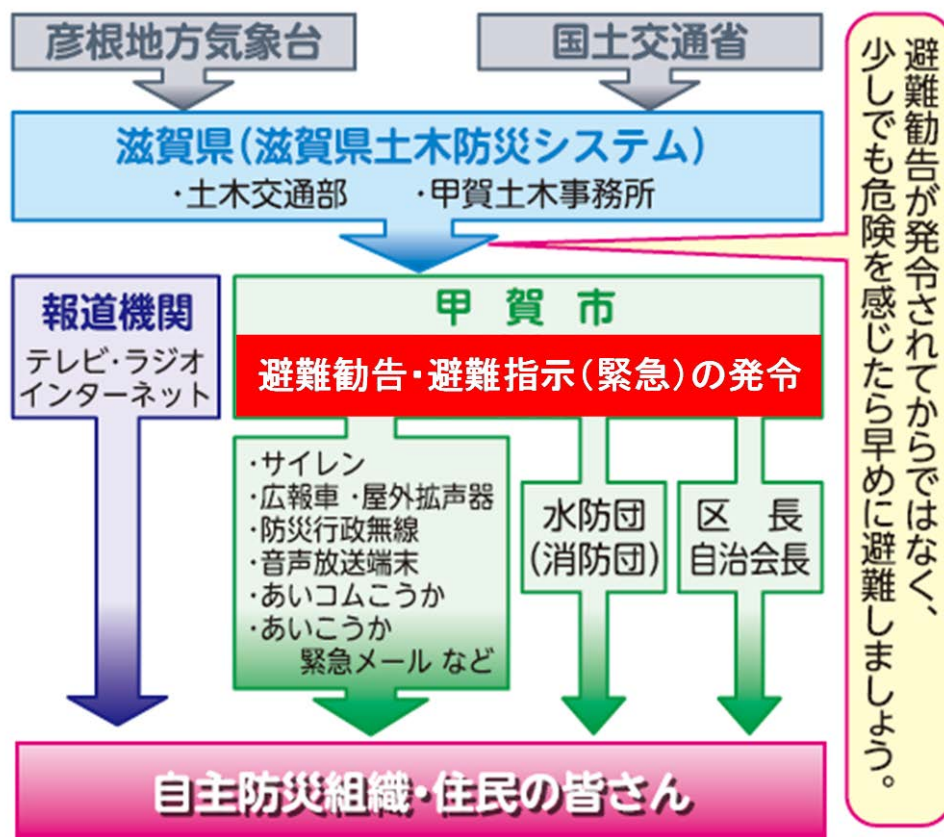 彦根地方気象台
国土交通省
滋賀県(滋賀県土木防災システム)
・土木交通部 ・甲賀土木事務所
報道機関
テレビ・ラジオ
インターネット
甲賀市
避難勧告・避難指示(緊急)の発令
・サイレン
・広報車 ・屋外拡声器
・防災行政無線
・音声放送端末
・あいコムこうか
・あいこうか
緊急メール など
水防団
(消防団)
区 長
自治会長
自主防災組織・住民の皆さん
避難勧告が発令されてからではなく、
少しでも危険を感じたら早めに避難しましょう。